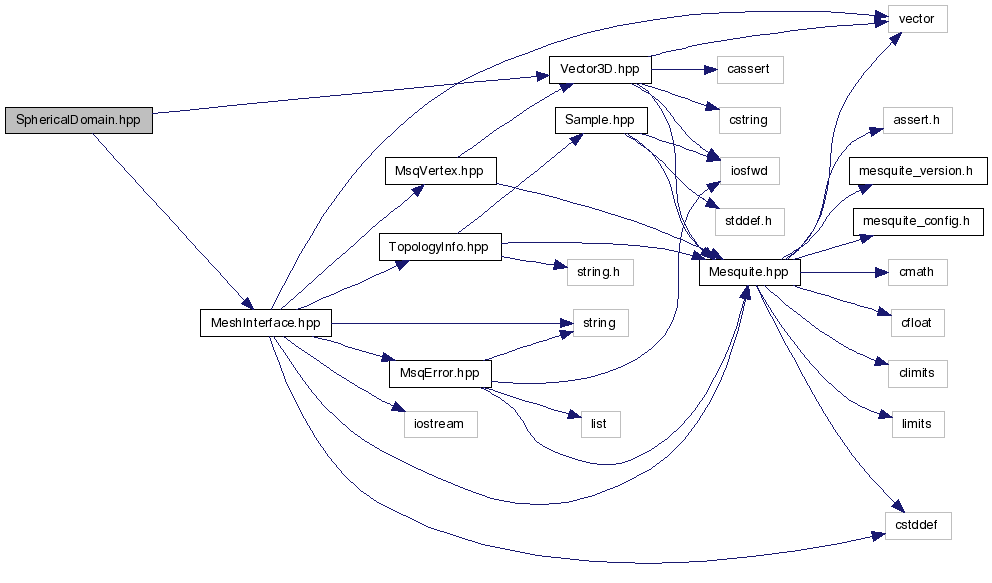 vector
Vector3D.hpp
cassert
SphericalDomain.hpp
Sample.hpp
cstring
assert.h
MsqVertex.hpp
iosfwd
mesquite_version.h
stddef.h
mesquite_config.h
TopologyInfo.hpp
string.h
Mesquite.hpp
cmath
MeshInterface.hpp
string
cfloat
MsqError.hpp
climits
iostream
list
limits
cstddef